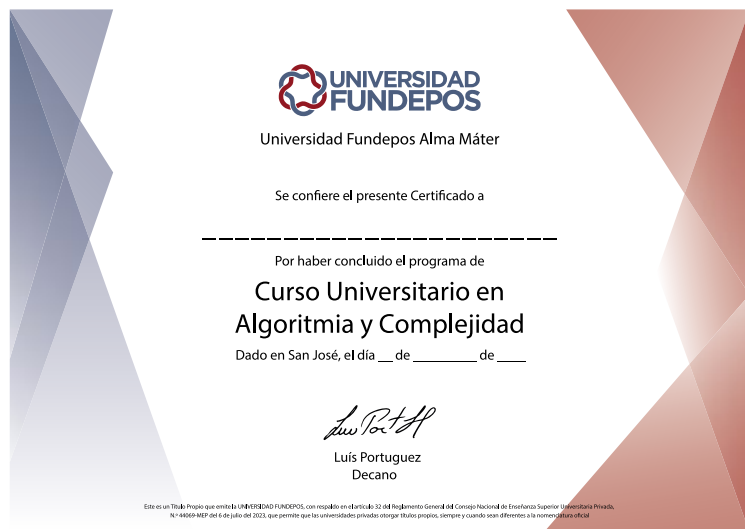 UNIVERSIDAD
FUNDEPOS
Universidad Fundepos Alma Máter
Se confiere el presente Certificado a
Por haber concluido el programa de
Curso Universitario en
Algoritmia y Complejidad
Dado en San José, el día __ de ________ de ____
Luís Portuguez
Decano
Este es un Título Propio que emite la UNIVERSIDAD FUNDEPOS, con respaldo en el artículo 32 del Reglamento General del Consejo Nacional de Enseñanza Superior Universitaria Privada,
N.º 44069-MEP del 6 de julio del 2023, que permite que las universidades privadas otorgar títulos propios, siempre y cuando sean diferentes a la nomenclatura oficial